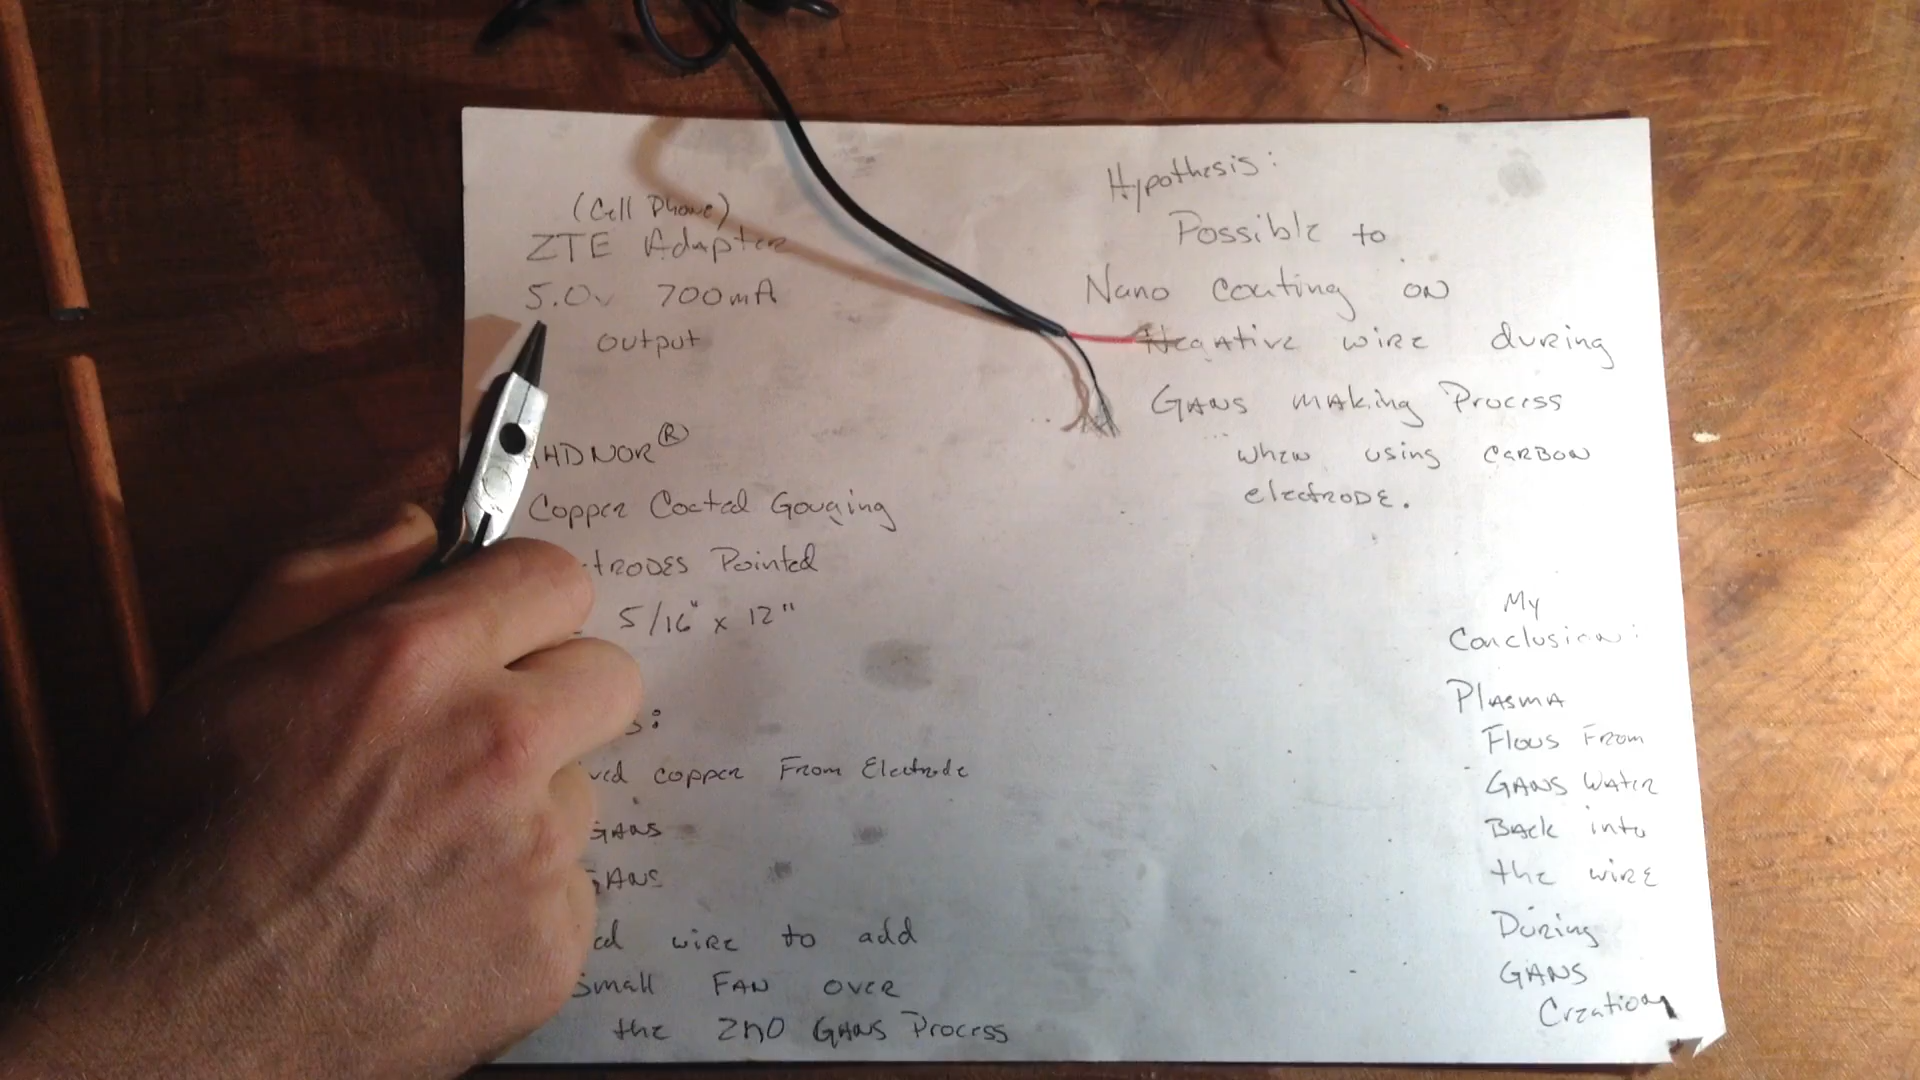 (Cell Phone)
ZTE Adapter
5.0v 700mA
output
HDNOR®
Copper Coated Gouging
TRODES Pointed
5/16" x 12"
s:
ved copper From Electrode
GANS
GANS
ed wire to add
Small FAN over
the ZnO GANS Process
Hypothesis:
Possible to
Nano coating on
Negative wire during
GANS making Process
when using CARBON
electrode.
My
Conclusion:
Plasma
Flows From
GANS Water
Back into
the wire
During
GANS
Creation